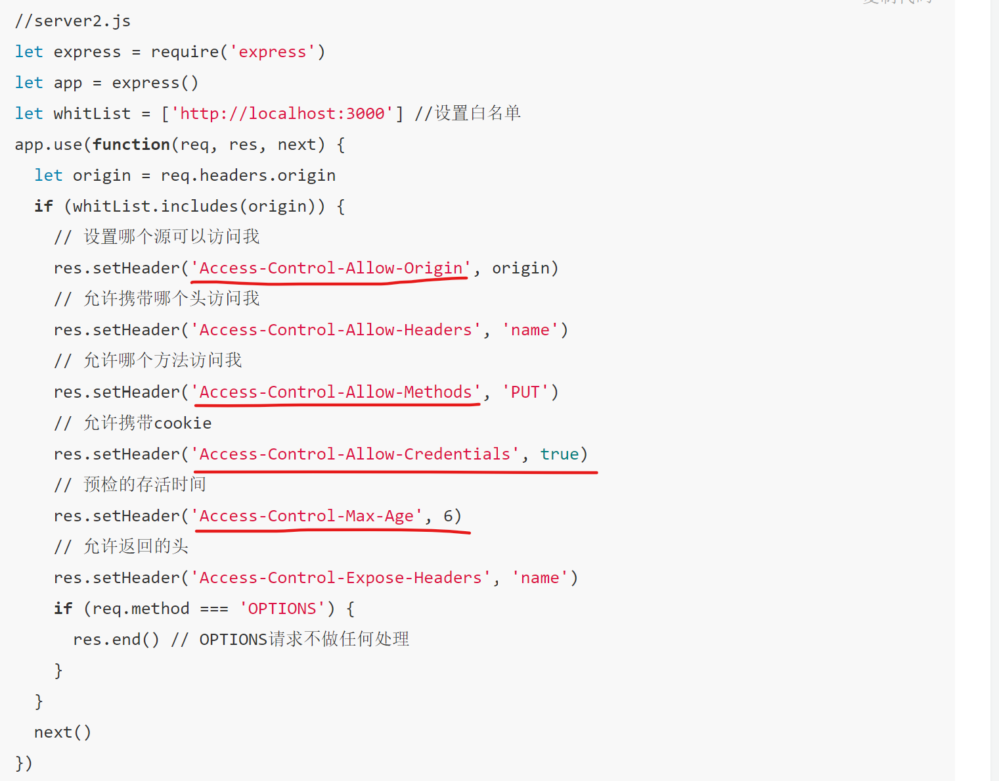 //server2.js
let express = require('express')
let app = express()
let whitList = ['http://localhost:3000'] //设置白名单
app.use(function(req, res, next) {
  let origin = req.headers.origin
  if (whitList.includes(origin)) {
    // 设置哪个源可以访问我
    res.setHeader('Access-Control-Allow-Origin', origin)
    // 允许携带哪个头访问我
    res.setHeader('Access-Control-Allow-Headers', 'name')
    // 允许哪个方法访问我
    res.setHeader('Access-Control-Allow-Methods', 'PUT')
    // 允许携带cookie
    res.setHeader('Access-Control-Allow-Credentials', true)
    // 预检的存活时间
    res.setHeader('Access-Control-Max-Age', 6)
    // 允许返回的头
    res.setHeader('Access-Control-Expose-Headers', 'name')
    if (req.method === 'OPTIONS') {
      res.end() // OPTIONS请求不做任何处理
    }
  }
  next()
})